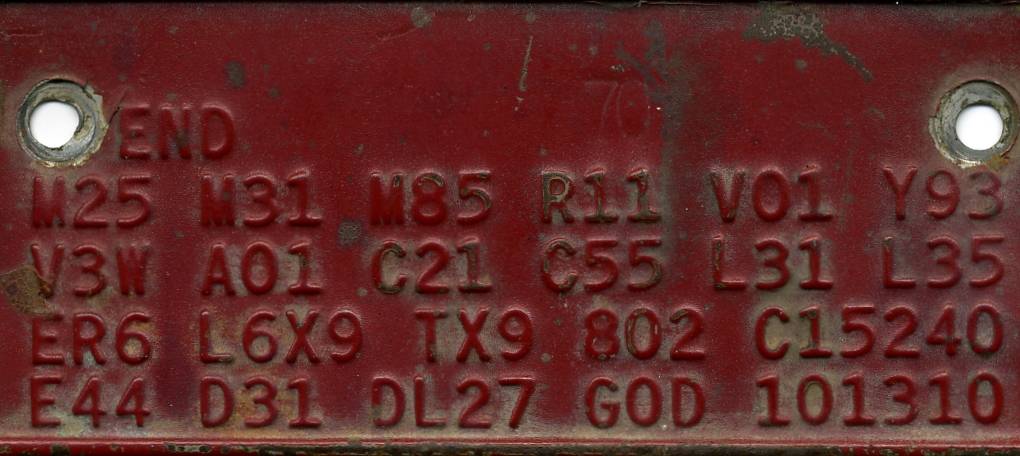 70
END
M25 M31 M85 R11 V01 Y93
V3W A01 C21 C55 L31 L35
ER6 L6X9 TX9 802 C15240
E44 D31 DL27 GOD 101310